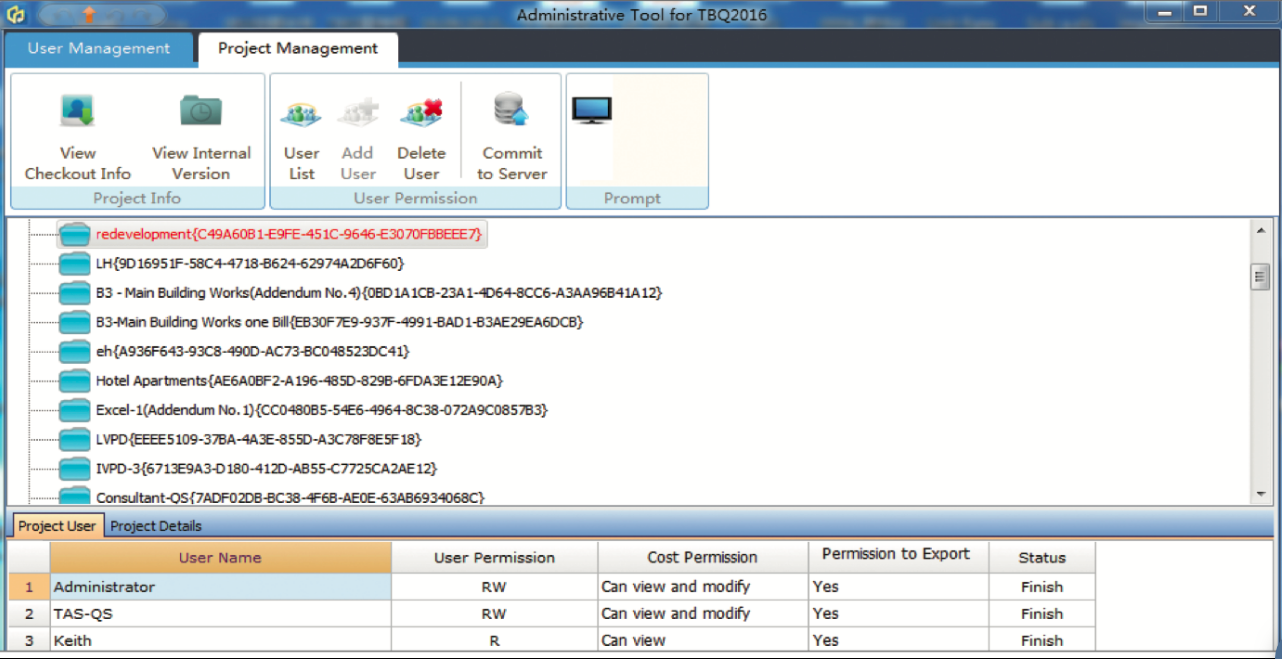 Administrative Tool for TBQ2016
User Management Project Management
View Checkout Info
View Internal Version
User List
Add User
Delete User
Commit to Server
Project Info User Permission Prompt
redevelopment{C49A60B1-E9FE-451C-9646-E3070FBBEEE7}
LH{9D16951F-58C4-4718-B624-62974A2D6F60}
B3 - Main Building Works(Addendum No.4){0BD1A1CB-23A1-4D64-8CC6-A3AA96B41A12}
B3-Main Building Works one Bill{EB30F7E9-937F-4991-BAD1-B3AE29EA6DCB}
eh{A936F643-93C8-490D-AC73-BC048523DC41}
Hotel Apartments{AE6A0BF2-A196-485D-829B-6FDA3E12E90A}
Excel-1(Addendum No.1){CC0480B5-54E6-4964-8C38-072A9C0857B3}
LVPD{EEEE5109-37BA-4A3E-855D-A3C78F8E5F18}
IVPD-3{6713E9A3-D180-412D-AB55-C7725CA2AE12}
Consultant-QS{7ADF02DB-BC38-4F6B-AE0E-63AB6934068C}
Project User Project Details
User Name User Permission Cost Permission Permission to Export Status
1 Administrator RW Can view and modify Yes Finish
2 TAS-QS RW Can view and modify Yes Finish
3 Keith R Can view Yes Finish